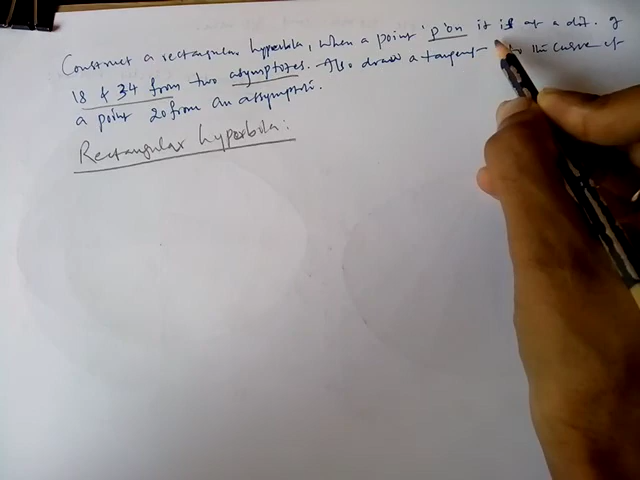 Construct a rectangular hyperbola, when a point 'p' on it is at a dist. of
18 & 34 from two asymptotes. Also draw a tangent to the curve at
a point 20 from an asymptote.
Rectangular hyperbola: